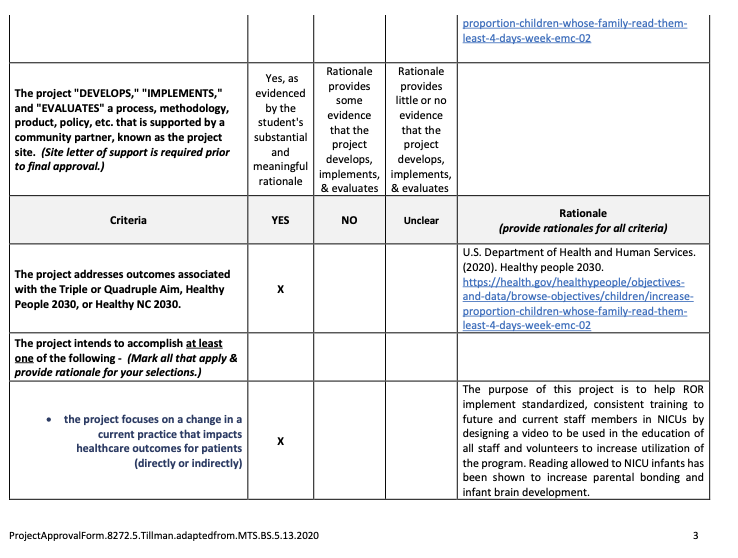 proportion-children-whose-family-read-them-
least-4-days-week-emc-02
The project "DEVELOPS," "IMPLEMENTS,"
and "EVALUATES" a process, methodology,
product, policy, etc. that is supported by a
community partner, known as the project
site. (Site letter of support is required prior
to final approval.)
Yes, as
evidenced
by the
student's
substantial
and
meaningful
rationale
Rationale
provides
some
evidence
that the
project
develops,
implements,
& evaluates
Rationale
provides
little or no
evidence
that the
project
develops,
implements,
& evaluates
Criteria
YES
NO
Unclear
Rationale
(provide rationales for all criteria)
The project addresses outcomes associated
with the Triple or Quadruple Aim, Healthy
People 2030, or Healthy NC 2030.
X
U.S. Department of Health and Human Services.
(2020). Healthy people 2030.
https://health.gov/healthypeople/objectives-
and-data/browse-objectives/children/increase-
proportion-children-whose-family-read-them-
least-4-days-week-emc-02
The project intends to accomplish at least
one of the following - (Mark all that apply &
provide rationale for your selections.)
• the project focuses on a change in a
current practice that impacts
healthcare outcomes for patients
(directly or indirectly)
X
The purpose of this project is to help ROR
implement standardized, consistent training to
future and current staff members in NICUs by
designing a video to be used in the education of
all staff and volunteers to increase utilization of
the program. Reading allowed to NICU infants has
been shown to increase parental bonding and
infant brain development.
ProjectApprovalForm.8272.5.Tillman.adaptedfrom.MTS.BS.5.13.2020
3